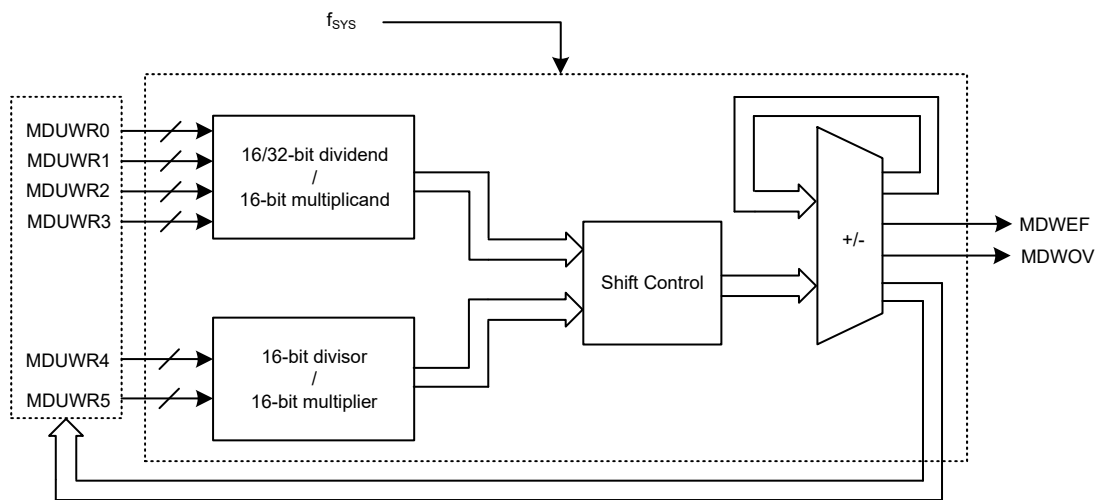 fSYS
MDUWR0
MDUWR1
MDUWR2
MDUWR3
MDUWR4
MDUWR5
16/32-bit dividend
/
16-bit multiplicand
16-bit divisor
/
16-bit multiplier
Shift Control
+/-
MDWEF
MDWOV